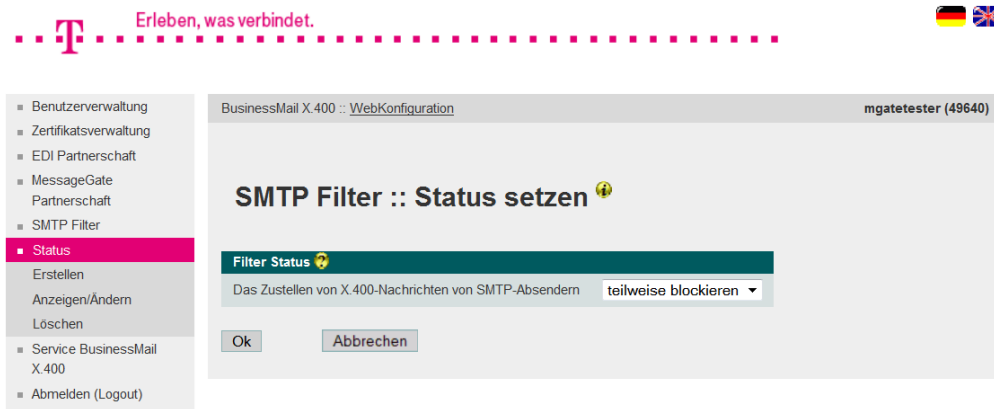 Erleben, was verbindet.
T
Benutzerverwaltung
Zertifikatsverwaltung
EDI Partnerschaft
MessageGate
Partnerschaft
SMTP Filter
Status
Erstellen
Anzeigen/Ändern
Löschen
Service BusinessMail
X.400
Abmelden (Logout)
BusinessMail X.400 :: WebKonfiguration
mgatetester (49640)
SMTP Filter :: Status setzen
Filter Status
Das Zustellen von X.400-Nachrichten von SMTP-Absendern
teilweise blockieren
Ok
Abbrechen